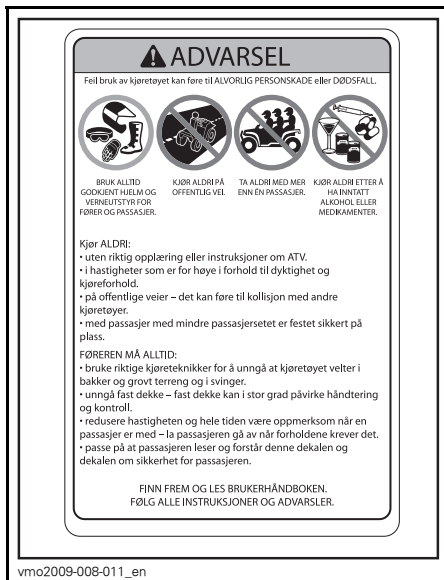 ADVARSEL
Feil bruk av kjøretøyet kan føre til ALVORLIG PERSONSKADE eller DØDSFALL.
BRUK ALLTID
GODKJENT HJELM OG
VERNEUTSTYR FOR
FØRER OG PASSASJER.
KJØR ALDRI PÅ
OFFENTLIG VEI.
TA ALDRI MED MER
ENN ÉN PASSASJER.
KJØR ALDRI ETTER Å
HA INNTATT
ALKOHOL ELLER
MEDIKAMENTER.
Kjør ALDRI:
• uten riktig opplæring eller instruksjoner om ATV.
• i hastigheter som er for høye i forhold til dyktighet og
kjøreforhold.
• på offentlige veier – det kan føre til kollisjon med andre
kjøretøyer.
• med passasjer med mindre passasjersetet er festet sikkert på
plass.
FØREREN MÅ ALLTID:
• bruke riktige kjøreteknikker for å unngå at kjøretøyet velter i
bakker og grovt terreng og i svinger.
• unngå fast dekke – fast dekke kan i stor grad påvirke håndtering
og kontroll.
• redusere hastigheten og hele tiden være oppmerksom når en
passasjer er med – la passasjeren gå av når forholdene krever det.
• passe på at passasjeren leser og forstår denne dekalen og
dekalen om sikkerhet for passasjeren.
FINN FREM OG LES BRUKERHÅNDBOKEN.
FØLG ALLE INSTRUKSJONER OG ADVARSLER.
vmo2009-008-011_en